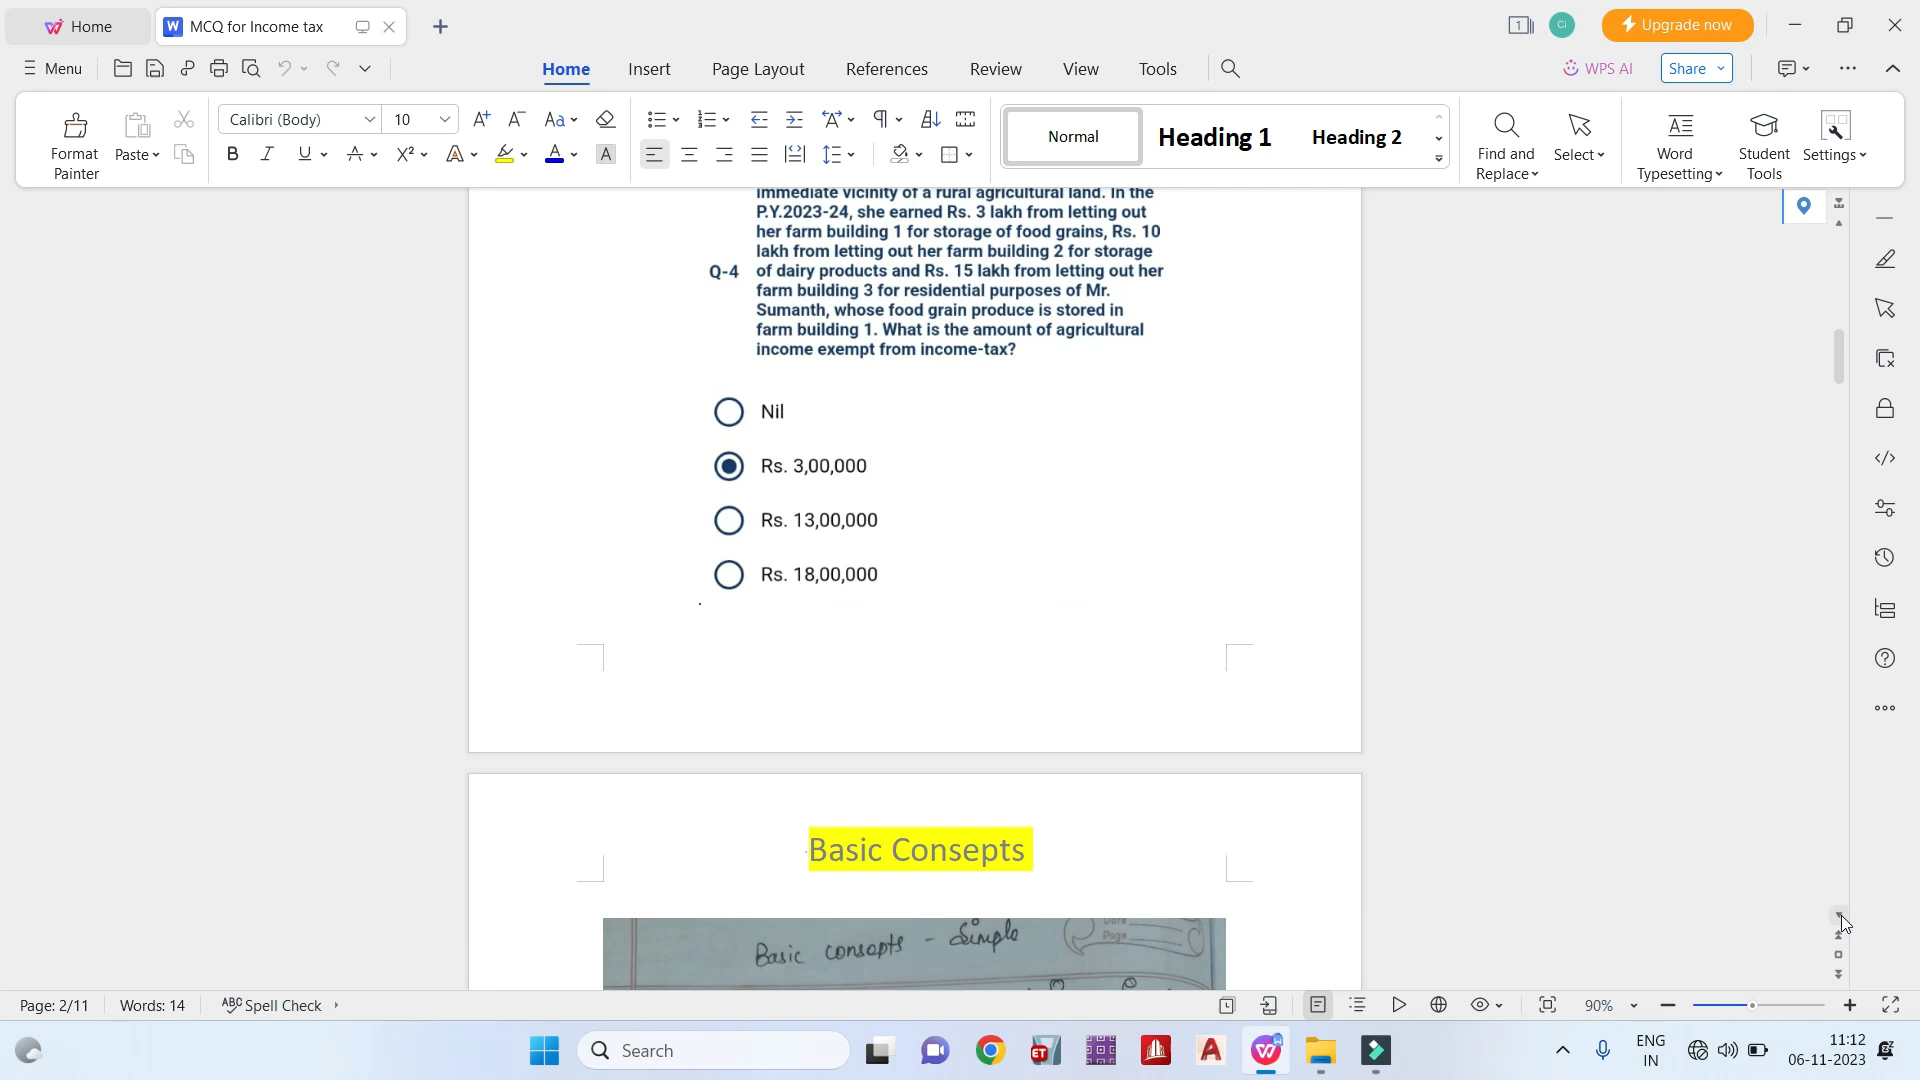 Home
MCQ for Income tax
1
Ci
Upgrade now
Menu
Home
Insert
Page Layout
References
Review
View
Tools
WPS AI
Share
Format
Painter
Paste
Calibri (Body)
10
Normal
Heading 1
Heading 2
Find and
Replace
Select
Word
Typesetting
Student
Tools
Settings
immediate vicinity of a rural agricultural land. In the
P.Y.2023-24, she earned Rs. 3 lakh from letting out
her farm building 1 for storage of food grains, Rs. 10
lakh from letting out her farm building 2 for storage
Q-4 of dairy products and Rs. 15 lakh from letting out her
farm building 3 for residential purposes of Mr.
Sumanth, whose food grain produce is stored in
farm building 1. What is the amount of agricultural
income exempt from income-tax?
Nil
Rs. 3,00,000
Rs. 13,00,000
Rs. 18,00,000
Basic Consepts
Basic consepts - Simple
Date
Page
Page: 2/11
Words: 14
Spell Check
90%
Search
ENG
IN
11:12
06-11-2023